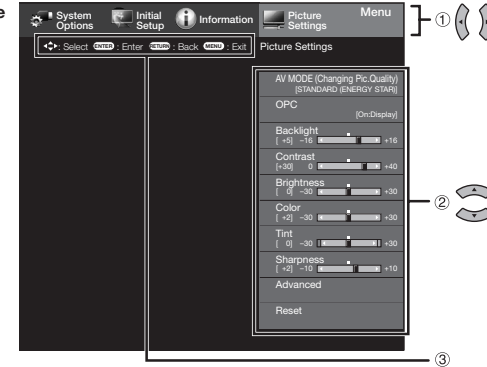 e
System Options
Initial Setup
Information
Picture Settings
Menu
: Select ENTER : Enter RETURN : Back MENU : Exit
Picture Settings
AV MODE (Changing Pic.Quality)
[STANDARD (ENERGY STAR)]
OPC
[On:Display]
Backlight
[ +5] –16 +16
Contrast
[+30] 0 +40
Brightness
[ 0] –30 +30
Color
[ +2] –30 +30
Tint
[ 0] –30 +30
Sharpness
[ +2] –10 +10
Advanced
Reset
①
②
③